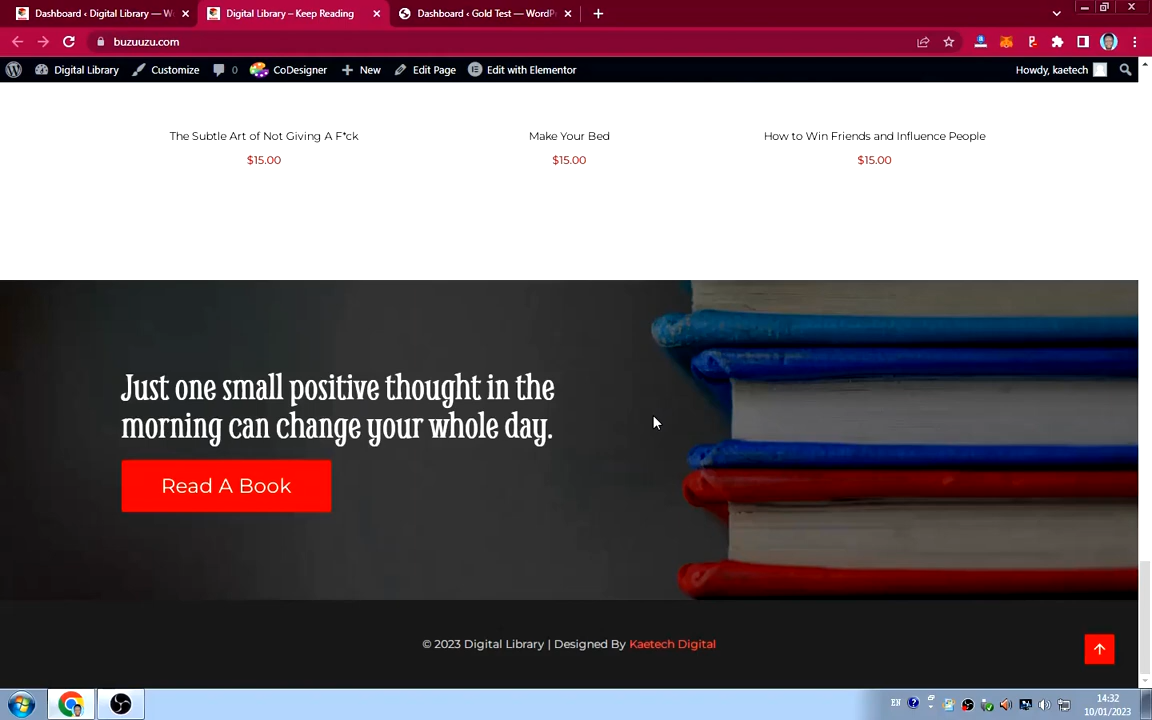 Dashboard ‹ Digital Library — W
Digital Library – Keep Reading
Dashboard ‹ Gold Test — WordP
buzuuzu.com
Digital Library
Customize
0
CoDesigner
New
Edit Page
Edit with Elementor
Howdy, kaetech
The Subtle Art of Not Giving A F*ck
Make Your Bed
How to Win Friends and Influence People
$15.00
$15.00
$15.00
Just one small positive thought in the
morning can change your whole day.
Read A Book
© 2023 Digital Library | Designed By Kaetech Digital
EN
14:32
10/01/2023